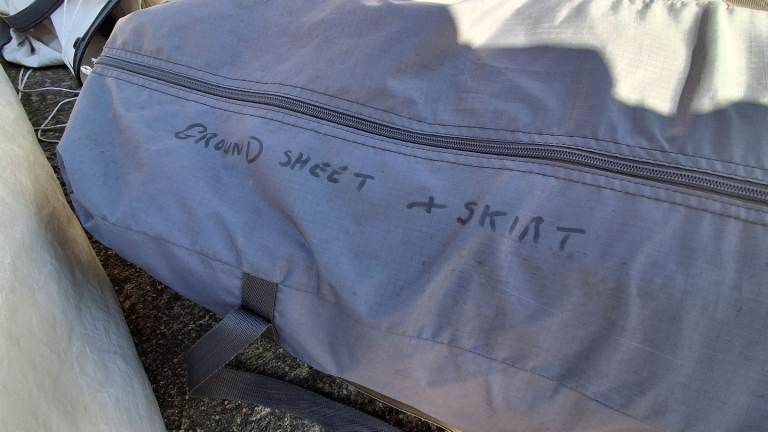 GROUND SHEET + SKIRT